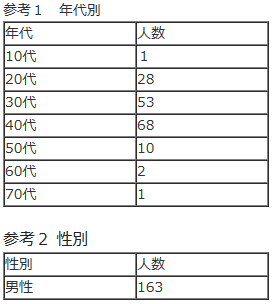 参考１　年代別
年代 人数
10代 1
20代 28
30代 53
40代 68
50代 10
60代 2
70代 1
参考２ 性別
性別 人数
男性 163